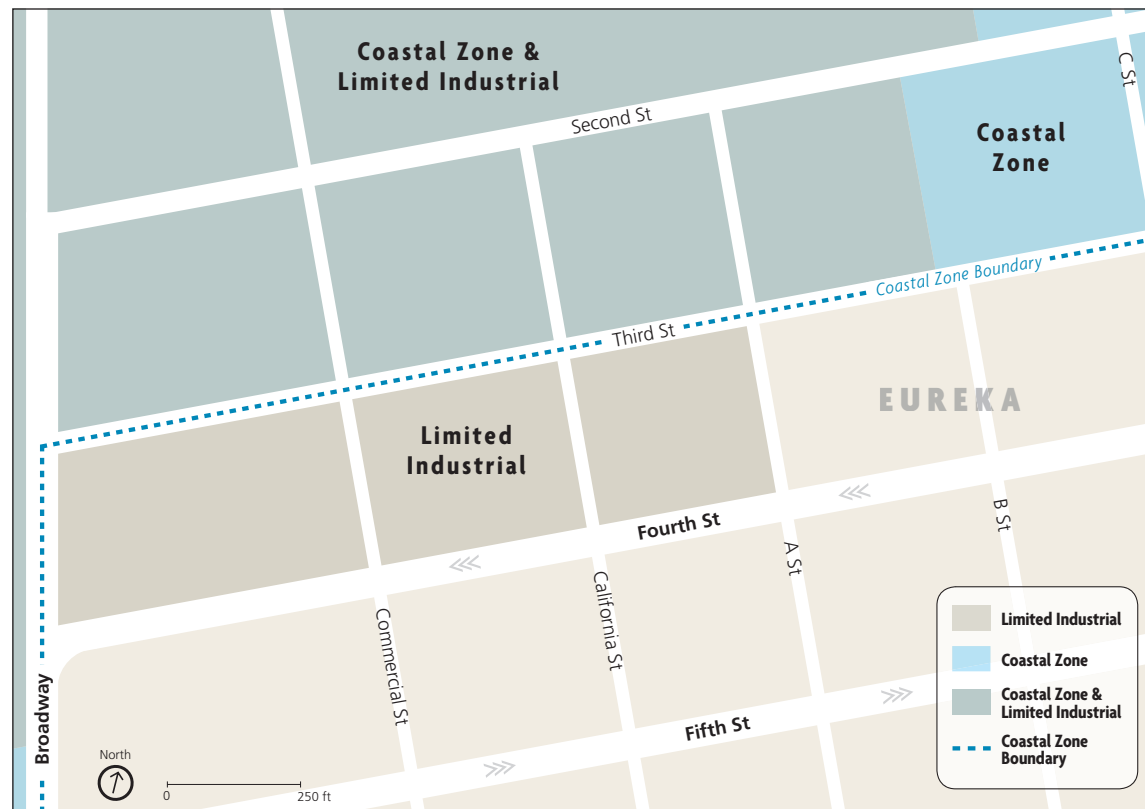 Coastal Zone &
Limited Industrial
C St
Second St
Coastal
Zone
Coastal Zone Boundary
Third St
EUREKA
Limited
Industrial
Fourth St
B St
A St
California St
Commercial St
Limited Industrial
Coastal Zone
Coastal Zone &
Limited Industrial
Coastal Zone
Boundary
Broadway
Fifth St
North
0
250 ft